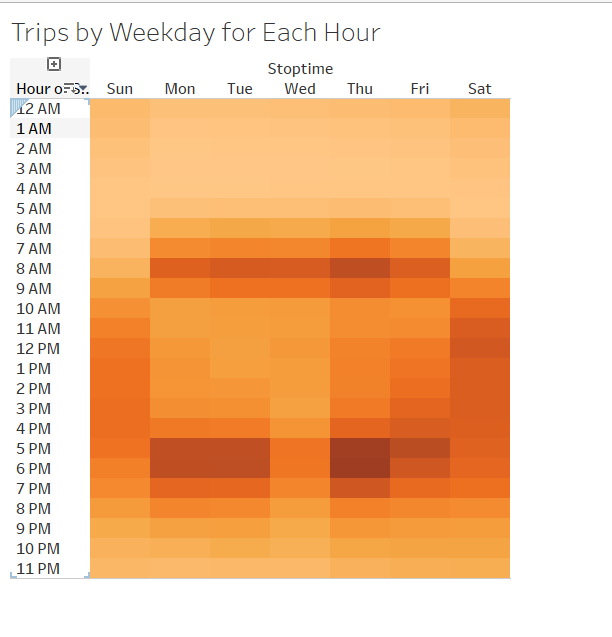 Trips by Weekday for Each Hour
Stoptime
Hour o S.. Sun Mon Tue Wed Thu Fri Sat
12 AM
1 AM
2 AM
3 AM
4 AM
5 AM
6 AM
7 AM
8 AM
9 AM
10 AM
11 AM
12 PM
1 PM
2 PM
3 PM
4 PM
5 PM
6 PM
7 PM
8 PM
9 PM
10 PM
11 PM